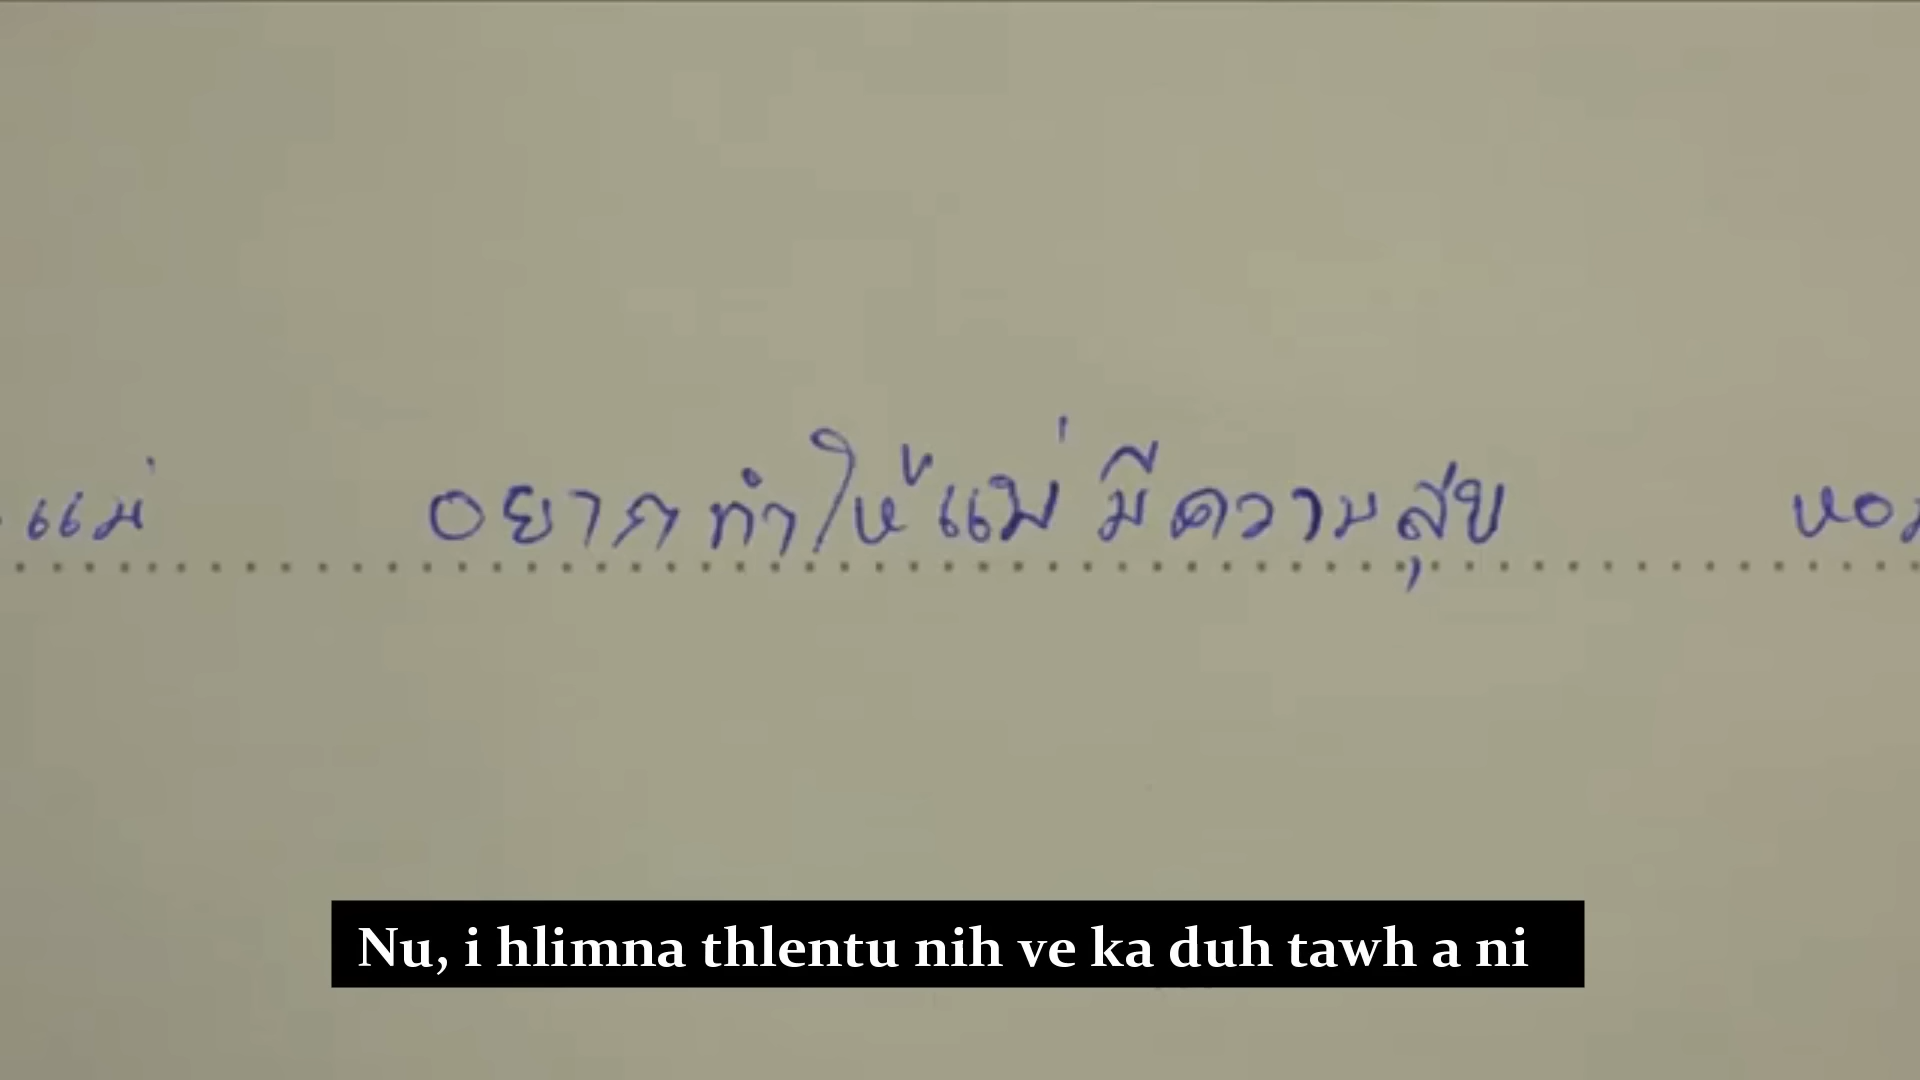 แม่ อยากทำให้แม่มีความสุข
Nu, i hlimna thlentu nih ve ka duh tawh a ni